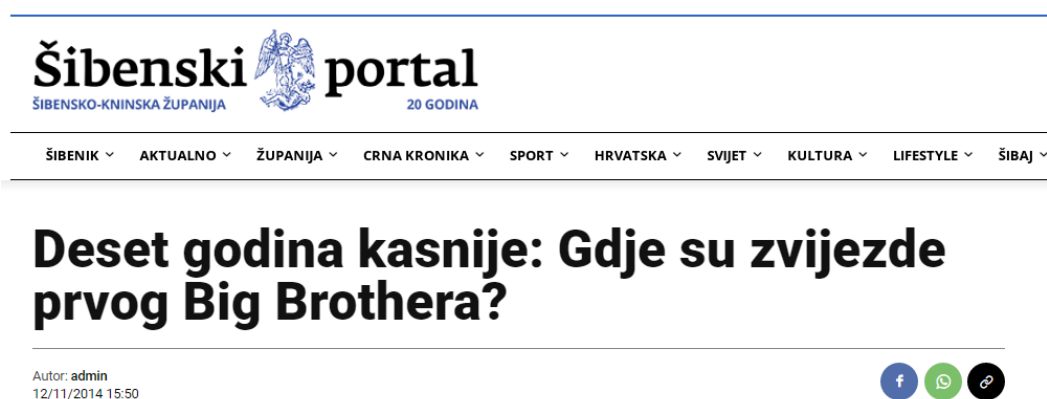 Šibenski portal
ŠIBENSKO-KNINSKA ŽUPANIJA 20 GODINA
ŠIBENIK AKTUALNO ŽUPANIJA CRNA KRONIKA SPORT HRVATSKA SVIJET KULTURA LIFESTYLE ŠIBAJ
Deset godina kasnije: Gdje su zvijezde
prvog Big Brothera?
Autor: admin
12/11/2014 15:50